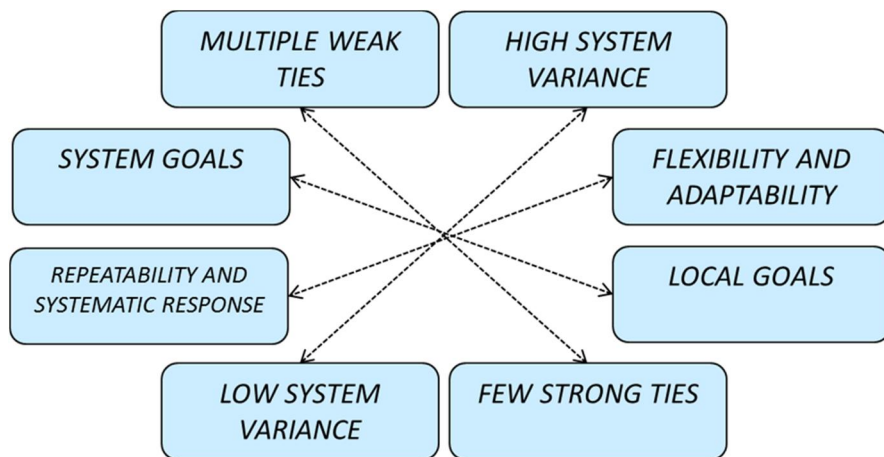 MULTIPLE WEAK
TIES
HIGH SYSTEM
VARIANCE
SYSTEM GOALS
FLEXIBILITY AND
ADAPTABILITY
REPEATABILITY AND
SYSTEMATIC RESPONSE
LOCAL GOALS
LOW SYSTEM
VARIANCE
FEW STRONG TIES